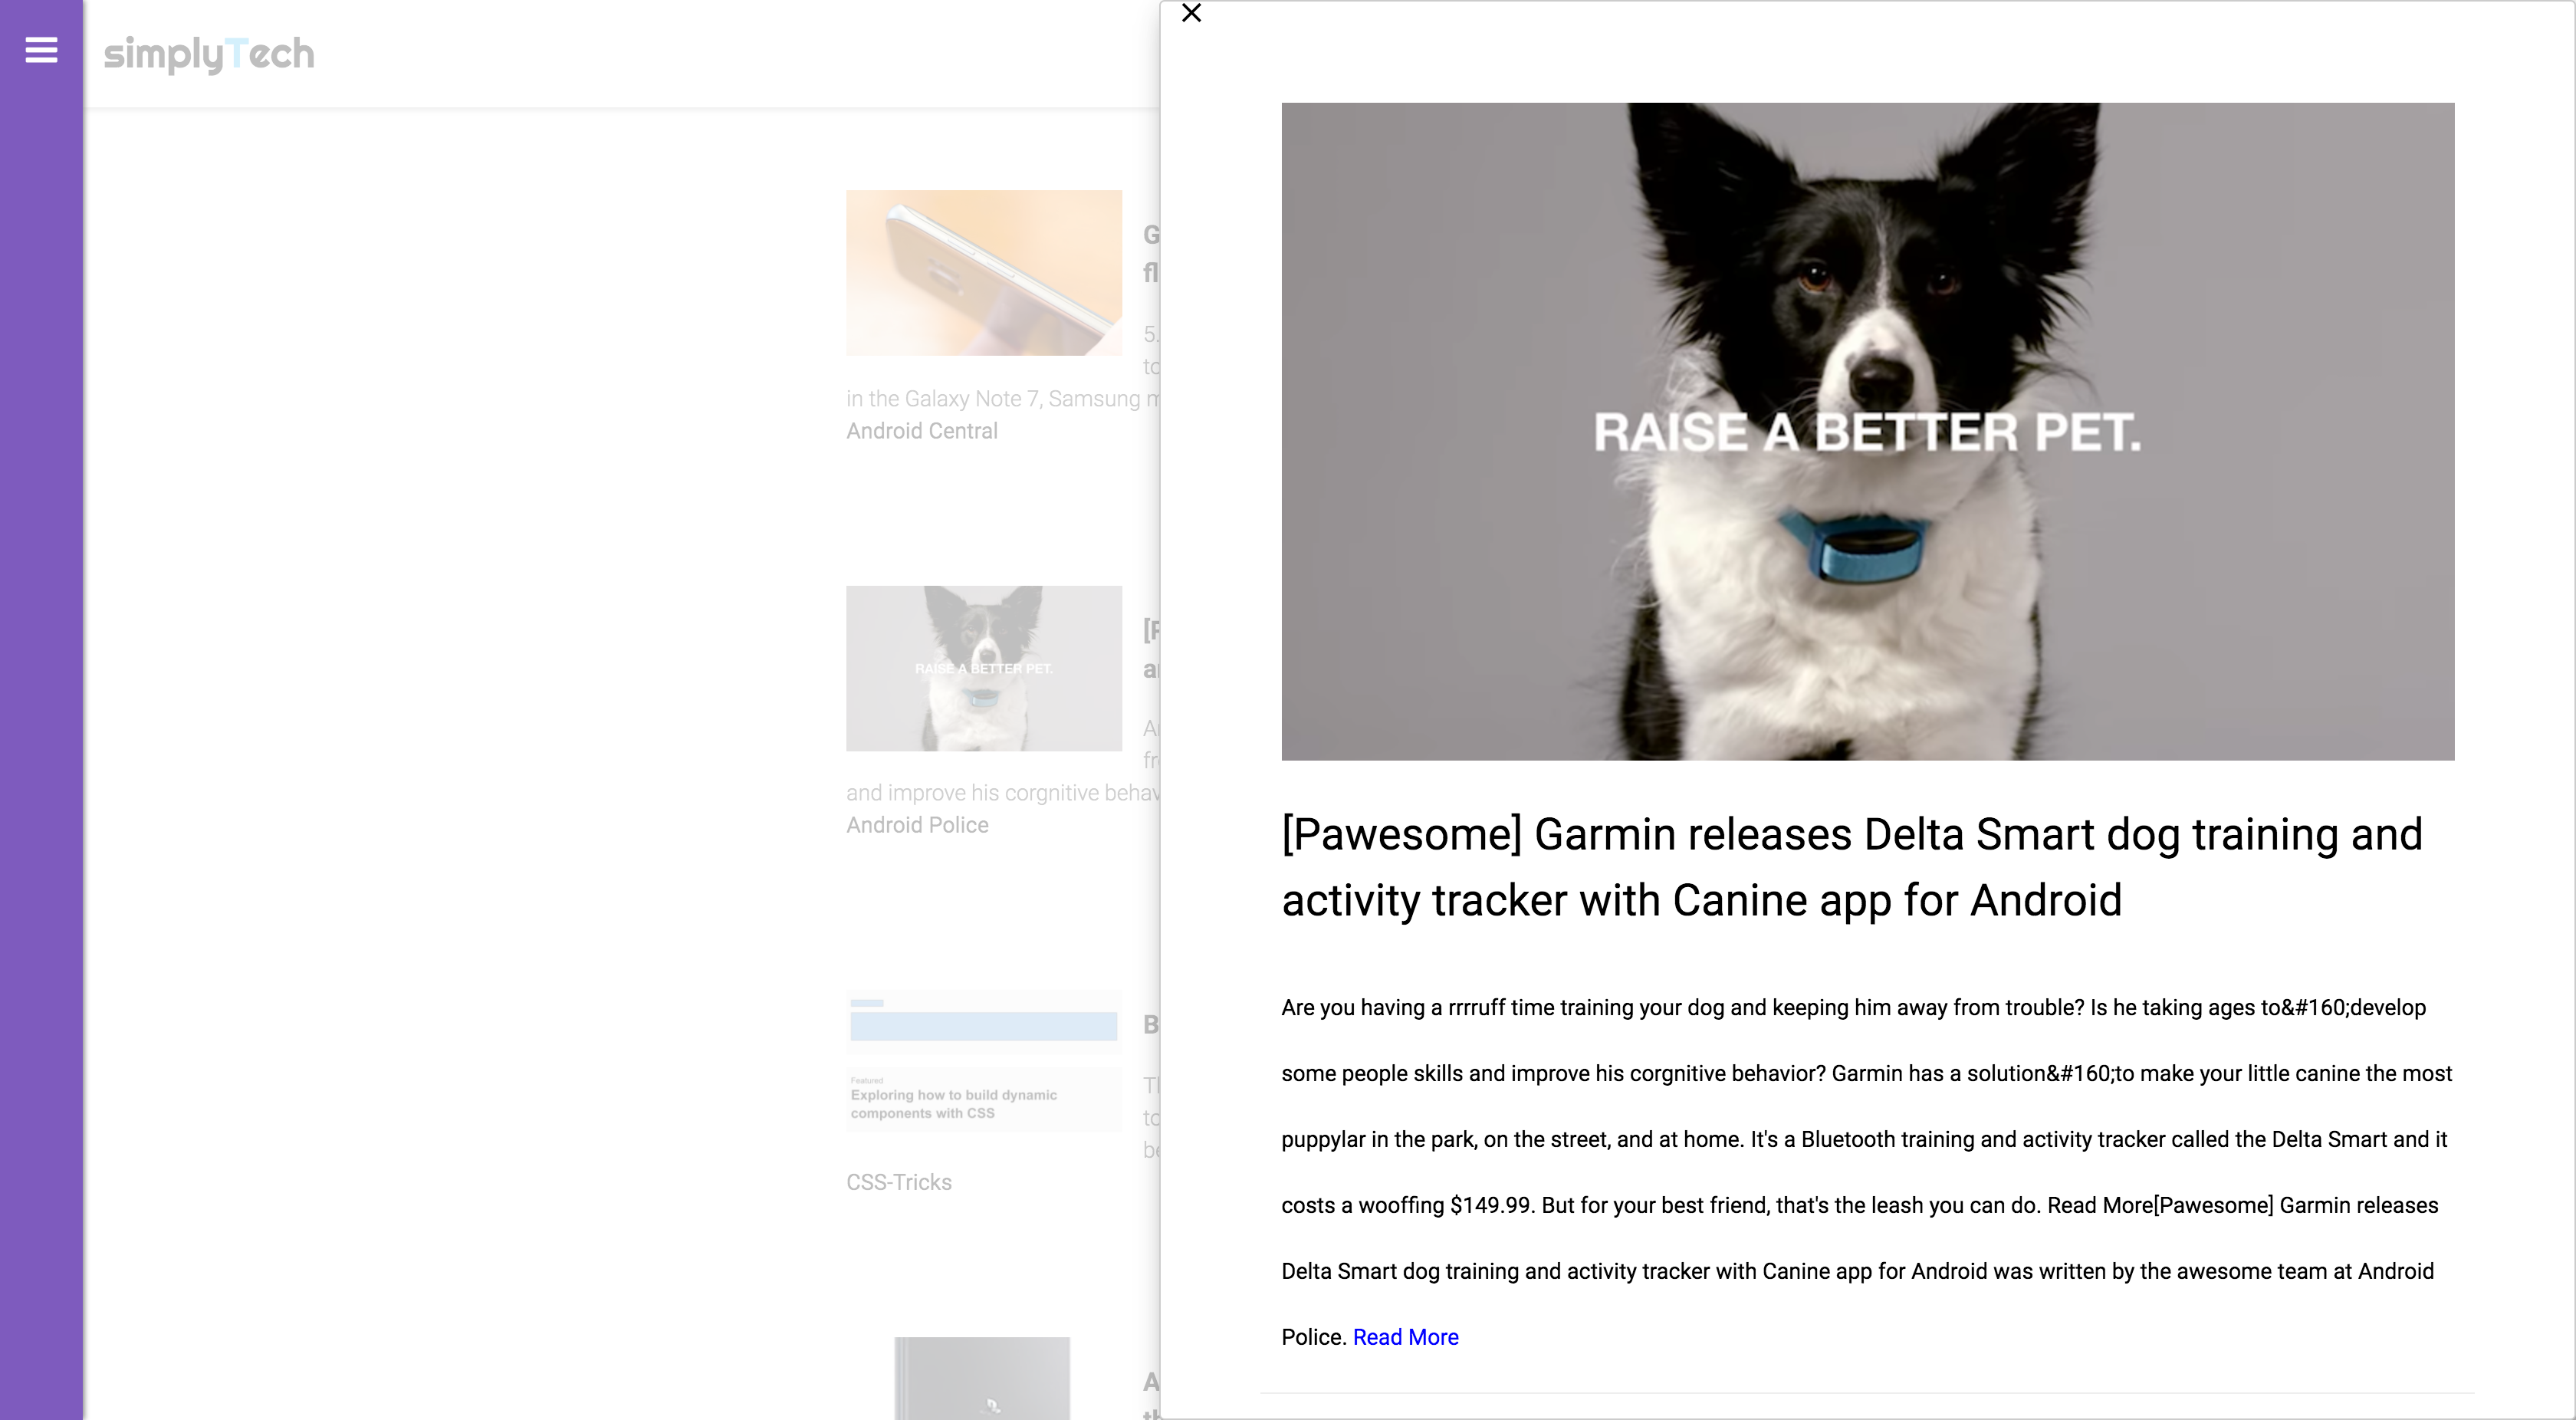 simplyTech
G
fl
5.
to
in the Galaxy Note 7, Samsung
Android Central
RAISE A BETTER PET.
[P
and improve his corgnitive behav
Android Police
B
to
be
Featured
Exploring how to build dynamic
components with CSS
CSS-Tricks
A
RAISE A BETTER PET.
[Pawesome] Garmin releases Delta Smart dog training and
activity tracker with Canine app for Android
Are you having a rrrruff time training your dog and keeping him away from trouble? Is he taking ages to&#160;develop
some people skills and improve his corgnitive behavior? Garmin has a solution&#160;to make your little canine the most
puppylar in the park, on the street, and at home. It's a Bluetooth training and activity tracker called the Delta Smart and it
costs a wooffing $149.99. But for your best friend, that's the leash you can do. Read More[Pawesome] Garmin releases
Delta Smart dog training and activity tracker with Canine app for Android was written by the awesome team at Android
Police. Read More